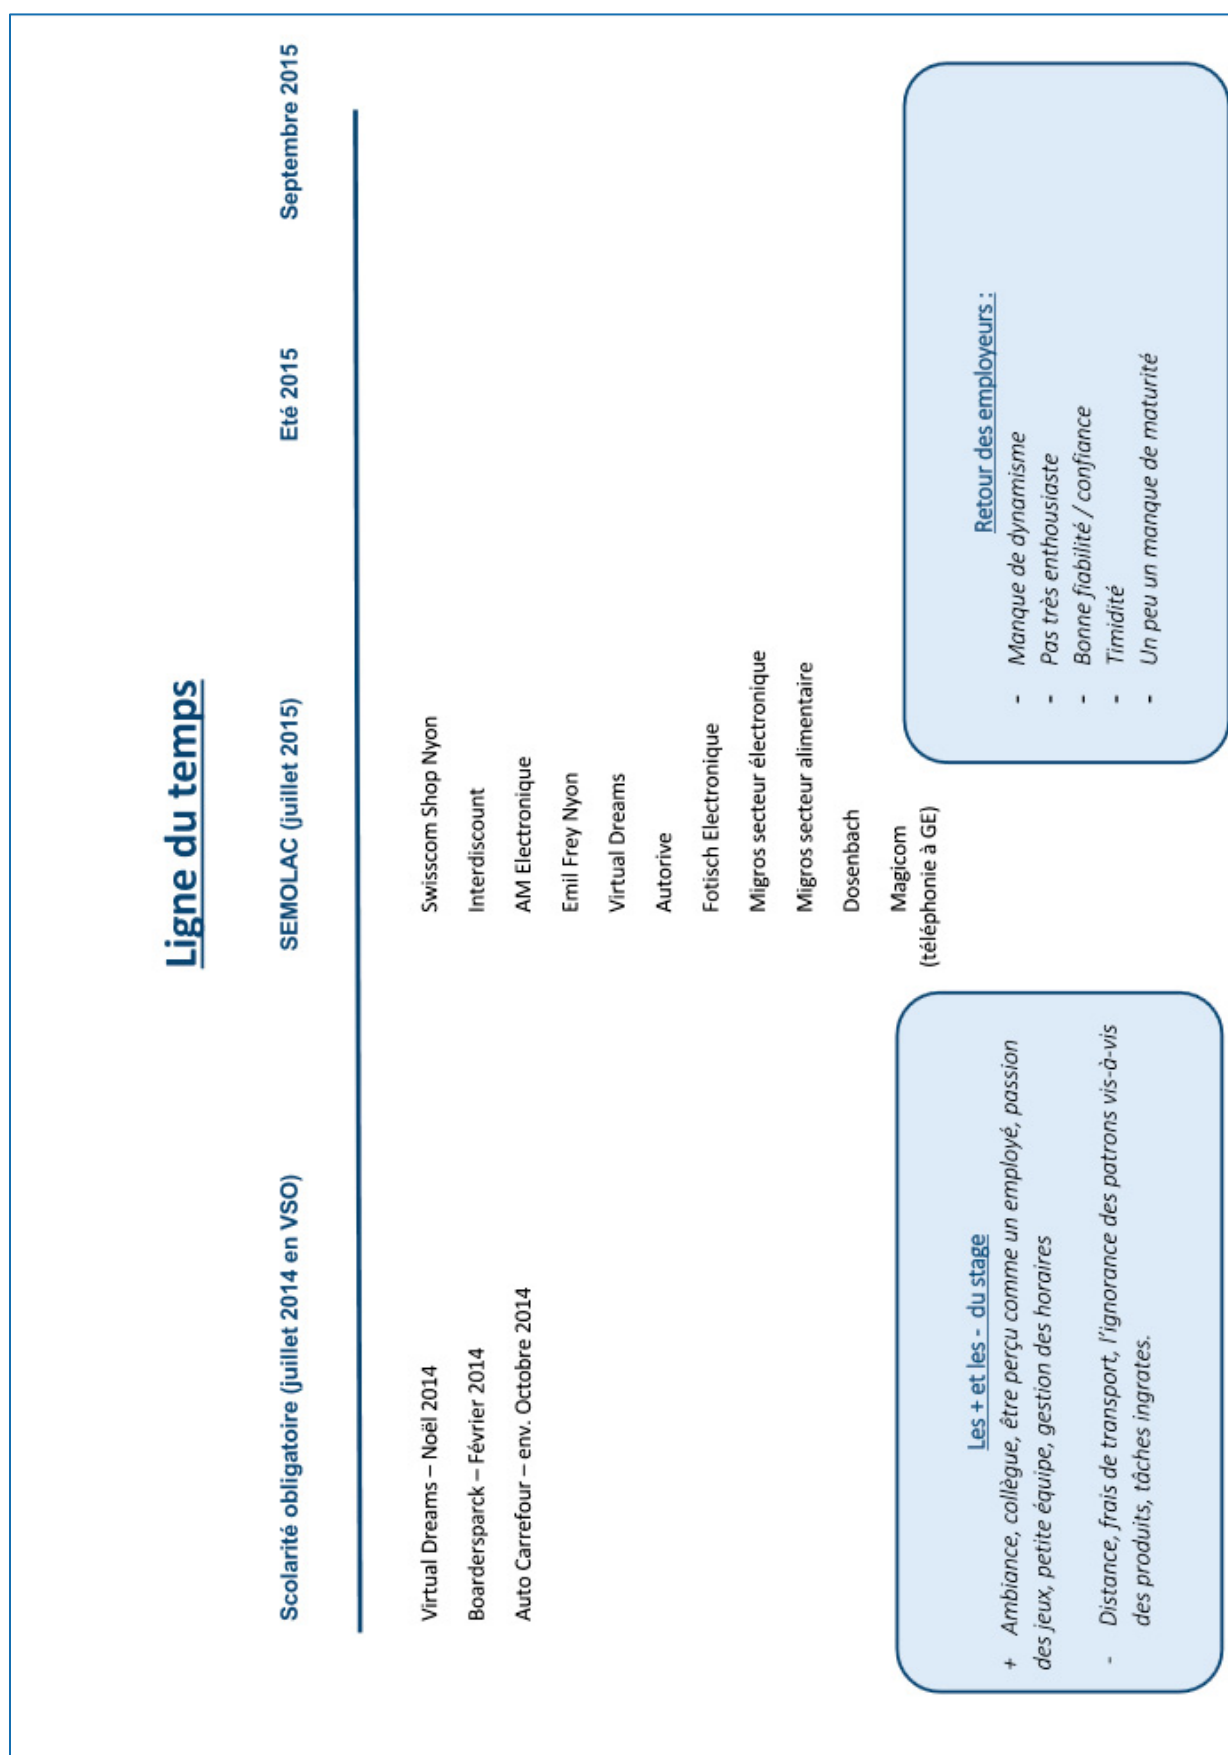 Ligne du temps
Scolarité obligatoire (juillet 2014 en VSO)
SEMOLAC (juillet 2015)
Eté 2015
Septembre 2015
Virtual Dreams – Noël 2014
Boardersparck – Février 2014
Auto Carrefour – env. Octobre 2014
Swisscom Shop Nyon
Interdiscount
AM Electronique
Emil Frey Nyon
Virtual Dreams
Autorive
Fotisch Electronique
Migros secteur électronique
Migros secteur alimentaire
Dosenbach
Magicom
(téléphonie à GE)
Les + et les - du stage
+ Ambiance, collègue, être perçu comme un employé, passion
des jeux, petite équipe, gestion des horaires
- Distance, frais de transport, l'ignorance des patrons vis-à-vis
des produits, tâches ingrates.
Retour des employeurs :
- Manque de dynamisme
- Pas très enthousiaste
- Bonne fiabilité / confiance
- Timidité
- Un peu un manque de maturité